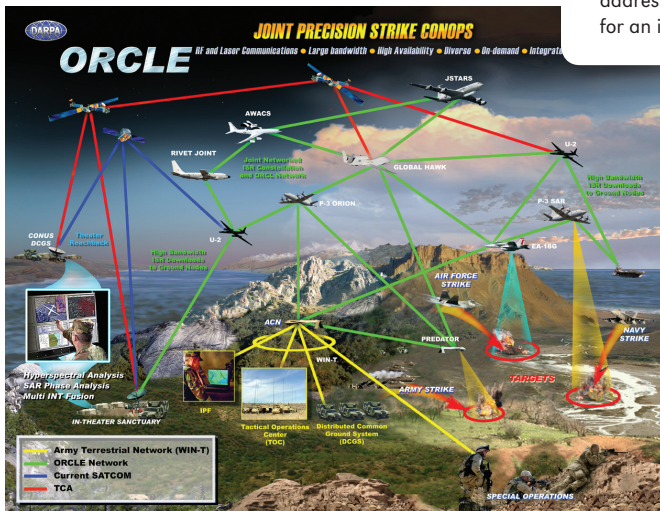 addres
for an i
DARPA
JOINT PRECISION STRIKE CONOPS
ORCLE
RF and Laser Communications • Large bandwidth • High Availability • Diverse • On-demand • Integrate
JSTARS
AWACS
RIVET JOINT
Joint Networked
ISR Constellation
and ORCL Network
GLOBAL HAWK
U-2
High Bandwidth
ISR Downloads
to Ground Nodes
P-3 ORION
P-3 SAR
CONUS
DCGS
Theater
Reachback
U-2
High Bandwidth
ISR Downloads
to Ground Nodes
EA-18G
AIR FORCE
STRIKE
ACN
PREDATOR
NAVY
STRIKE
WIN-T
TARGETS
Hyperspectral Analysis
SAR Phase Analysis
Multi INT Fusion
IPF
ARMY STRIKE
IN-THEATER SANCTUARY
Tactical Operations
Center
(TOC)
Distributed Common
Ground System
(DCGS)
Army Terrestrial Network (WIN-T)
ORCLE Network
Current SATCOM
TCA
SPECIAL OPERATIONS